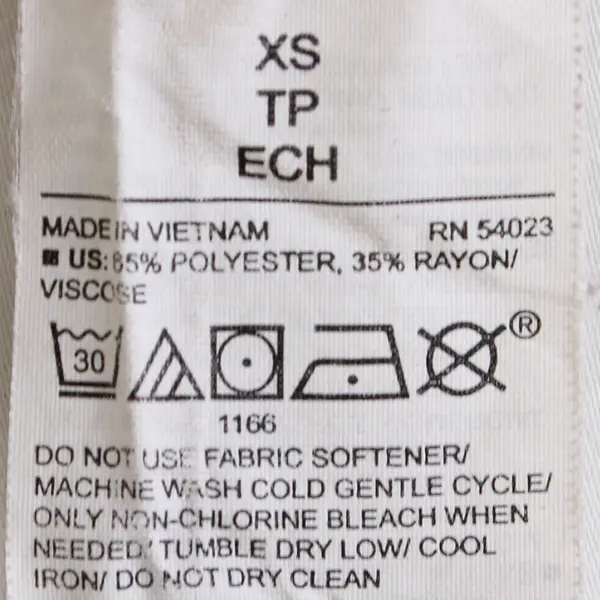 XS
TP
ECH
MADE IN VIETNAM RN 54023
US: 65% POLYESTER, 35% RAYON/
VISCOSE
30
®
1166
DO NOT USE FABRIC SOFTENER/
MACHINE WASH COLD GENTLE CYCLE/
ONLY NON-CHLORINE BLEACH WHEN
NEEDED/ TUMBLE DRY LOW/ COOL
IRON/ DO NOT DRY CLEAN